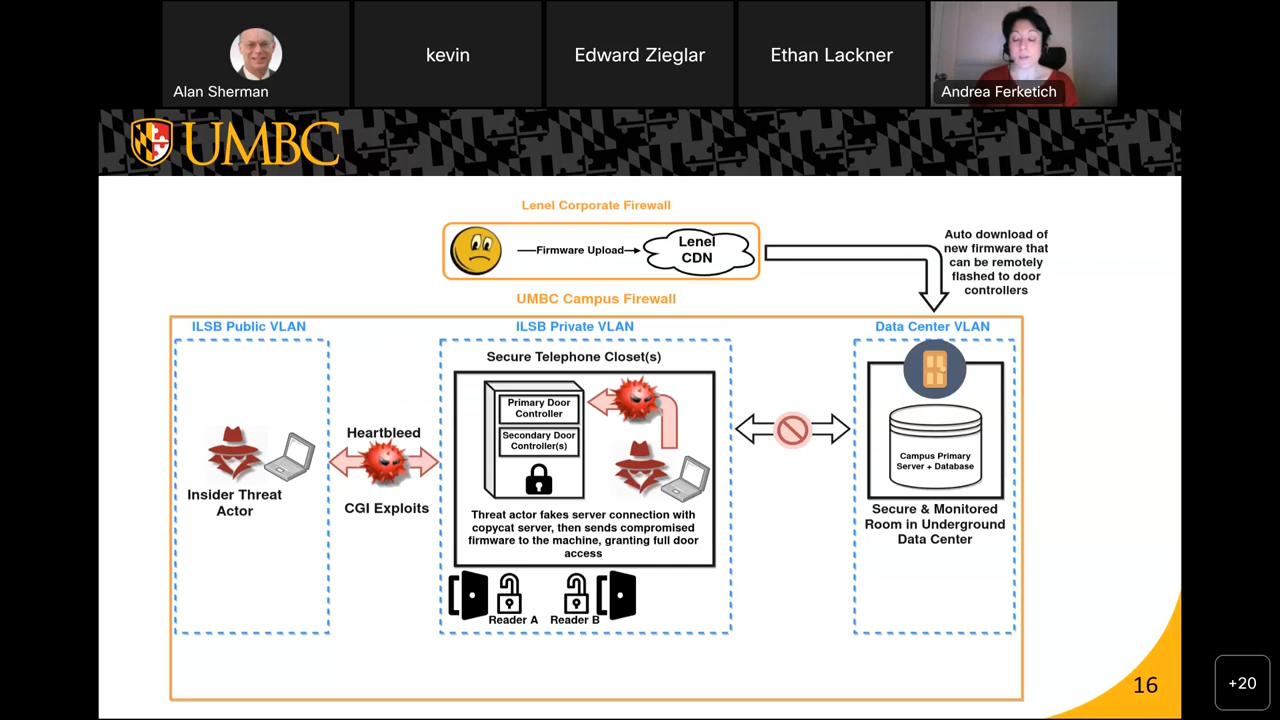 Alan Sherman
kevin
Edward Zieglar
Ethan Lackner
Andrea Ferketich
UMBC
Lenel Corporate Firewall
Firmware Upload
Lenel
CDN
Auto download of
new firmware that
can be remotely
flashed to door
controllers
UMBC Campus Firewall
ILSB Public VLAN
ILSB Private VLAN
Data Center VLAN
Secure Telephone Closet(s)
Primary Door
Controller
Secondary Door
Controller(s)
Heartbleed
CGI Exploits
Insider Threat
Actor
Threat actor fakes server connection with
copycat server, then sends compromised
firmware to the machine, granting full door
access
Reader A
Reader B
Campus Primary
Server + Database
Secure & Monitored
Room in Underground
Data Center
16
+20